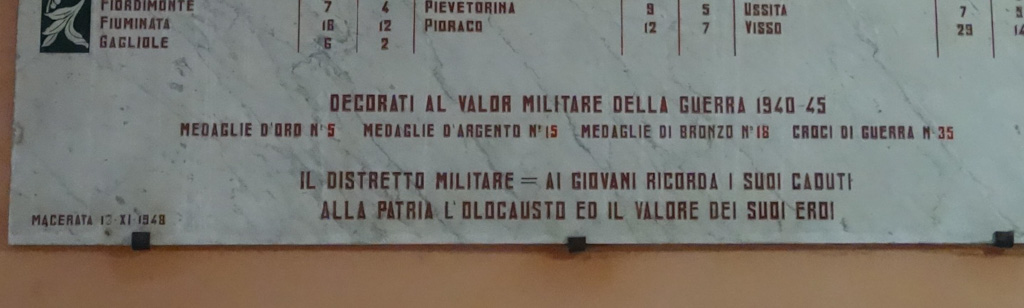 FIORDIMONTE 7 4 PIEVETORINA 9 5 USSITA 7
FIUMINATA 16 12 PIORACO 12 7 VISSO 29 14
GAGLIOLE 6 2
DECORATI AL VALOR MILITARE DELLA GUERRA 1940-45
MEDAGLIE D'ORO N° 5 MEDAGLIE D'ARGENTO N° 15 MEDAGLIE DI BRONZO N° 18 CROCI DI GUERRA N. 35
IL DISTRETTO MILITARE = AI GIOVANI RICORDA I SUOI CADUTI
ALLA PATRIA L'OLOCAUSTO ED IL VALORE DEI SUOI EROI
MACERATA XI 1948